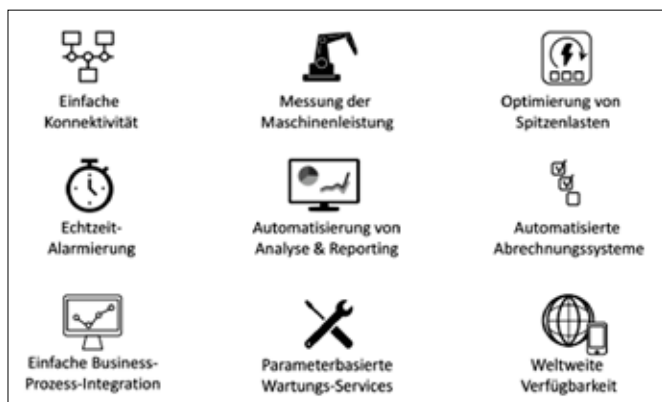 Einfache
Konnektivität
Messung der
Maschinenleistung
Optimierung von
Spitzenlasten
Echtzeit-
Alarmierung
Automatisierung von
Analyse & Reporting
Automatisierte
Abrechnungssysteme
Einfache Business-
Prozess-Integration
Parameterbasierte
Wartungs-Services
Weltweite
Verfügbarkeit